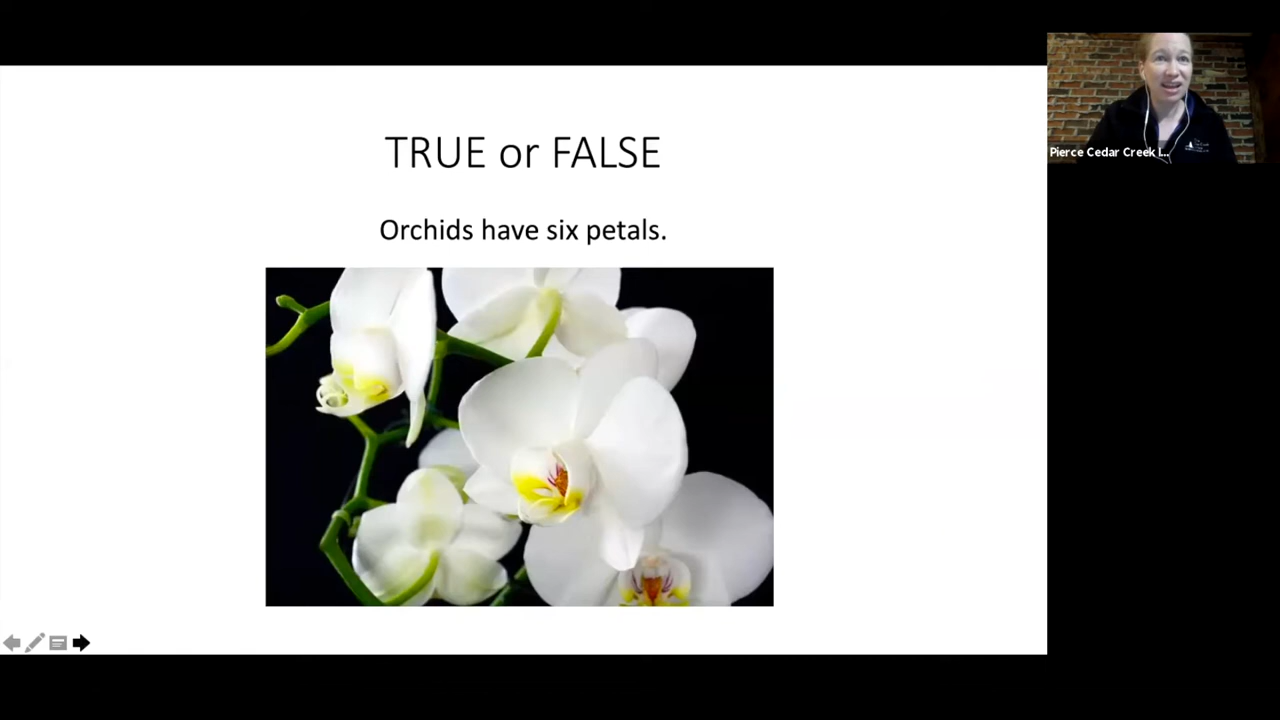 TRUE or FALSE
Orchids have six petals.
Pierce Cedar Creek I...